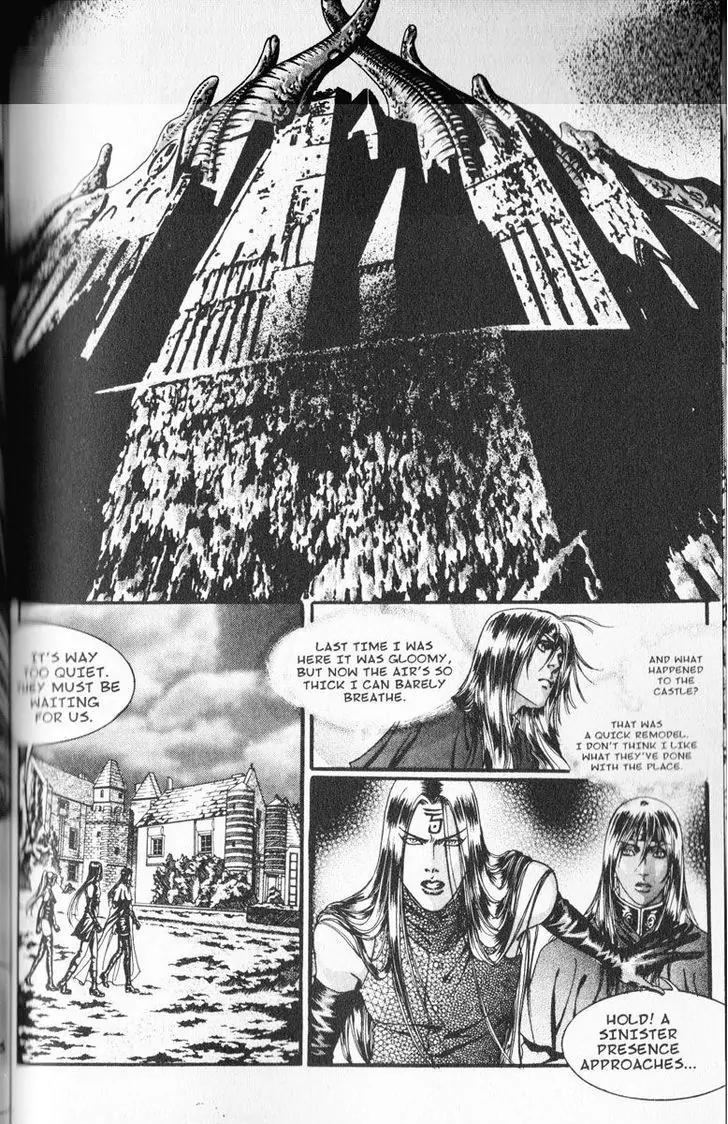 IT'S WAY
TOO QUIET.
THEY MUST BE
WAITING
FOR US.
LAST TIME I WAS
HERE IT WAS GLOOMY,
BUT NOW THE AIR'S SO
THICK I CAN BARELY
BREATHE.
AND WHAT
HAPPENED
TO THE
CASTLE?
THAT WAS
A QUICK REMODEL.
I DON'T THINK I LIKE
WHAT THEY'VE DONE
WITH THE PLACE.
HOLD! A
SINISTER
PRESENCE
APPROACHES...